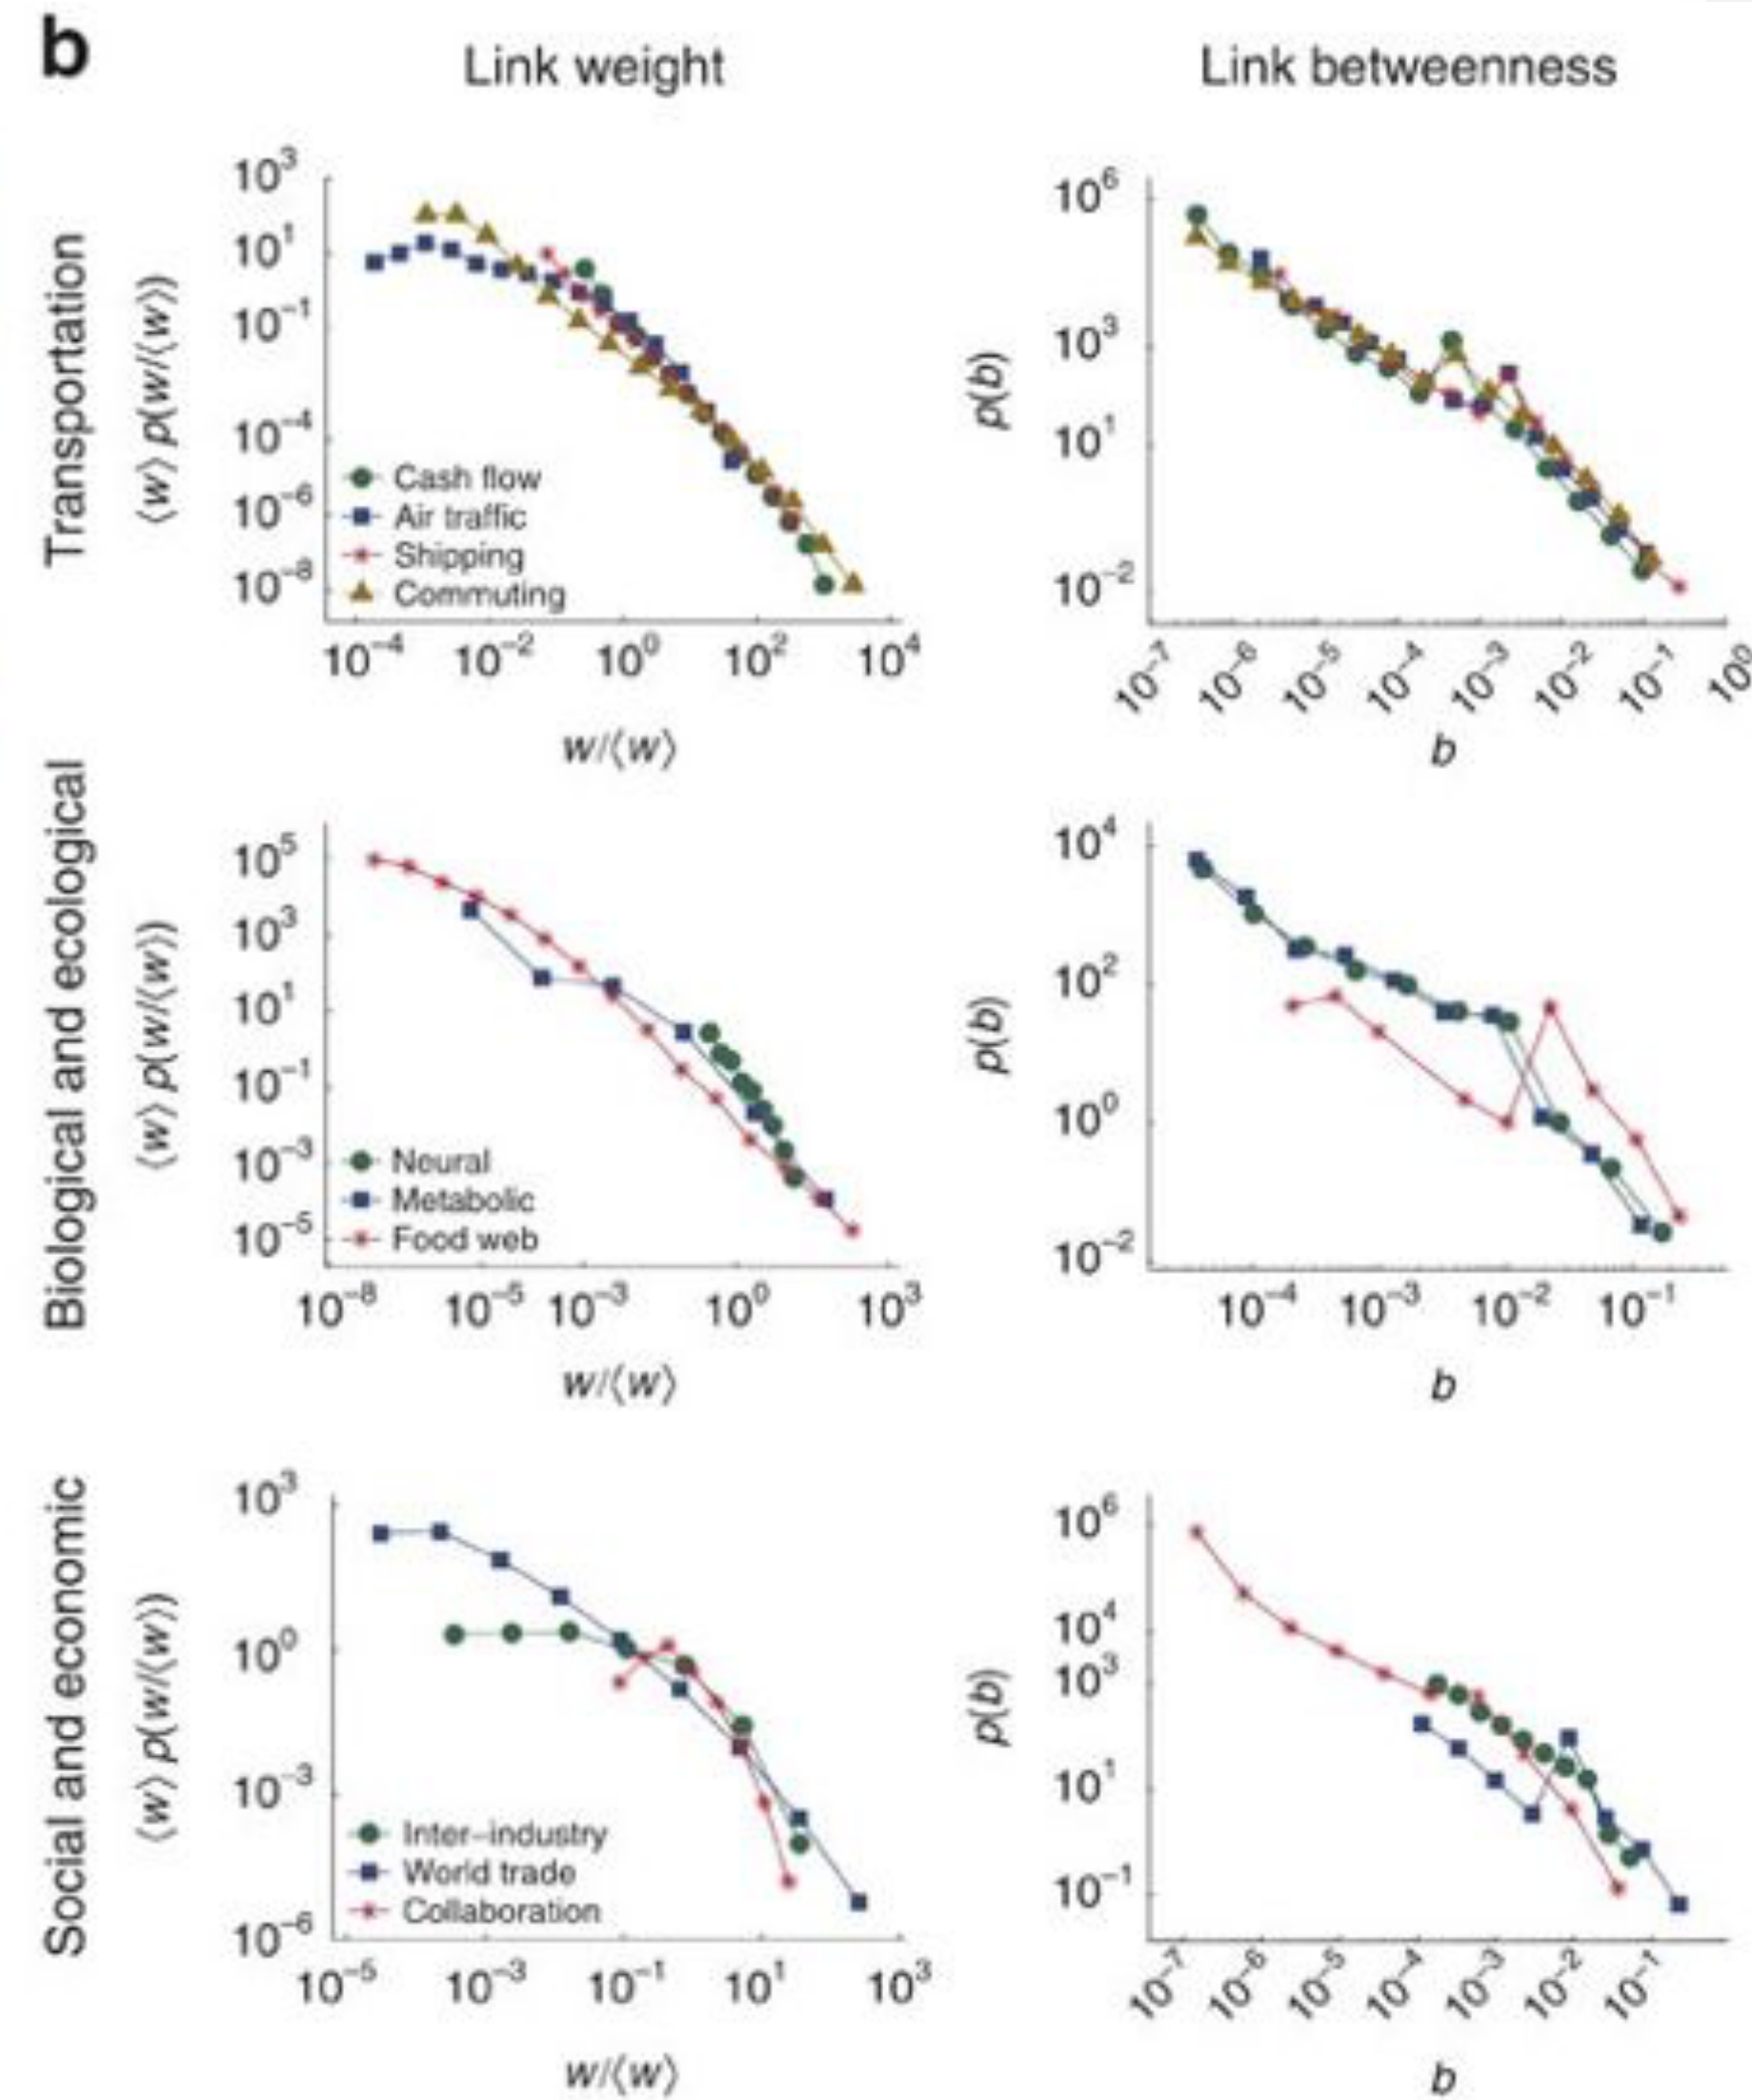 b
Link weight
Link betweenness
Transportation
⟨w⟩ p(w/⟨w⟩)
10³
10¹
10⁻¹
10⁻⁴
10⁻⁶
10⁻⁸
Cash flow
Air traffic
Shipping
Commuting
10⁻⁴ 10⁻² 10⁰ 10² 10⁴
w/⟨w⟩
p(b)
10⁶
10³
10¹
10⁻²
10⁻⁷ 10⁻⁶ 10⁻⁵ 10⁻⁴ 10⁻³ 10⁻² 10⁻¹ 10⁰
b
Biological and ecological
⟨w⟩ p(w/⟨w⟩)
10⁵
10³
10¹
10⁻¹
10⁻³
10⁻⁵
Neural
Metabolic
Food web
10⁻⁸ 10⁻⁵ 10⁻³ 10⁰ 10³
w/⟨w⟩
p(b)
10⁴
10²
10⁰
10⁻²
10⁻⁴ 10⁻³ 10⁻² 10⁻¹
b
Social and economic
⟨w⟩ p(w/⟨w⟩)
10³
10⁰
10⁻³
10⁻⁶
Inter–industry
World trade
Collaboration
10⁻⁵ 10⁻³ 10⁻¹ 10¹ 10³
w/⟨w⟩
p(b)
10⁶
10⁴
10³
10¹
10⁻¹
10⁻⁷ 10⁻⁶ 10⁻⁵ 10⁻⁴ 10⁻³ 10⁻² 10⁻¹
b